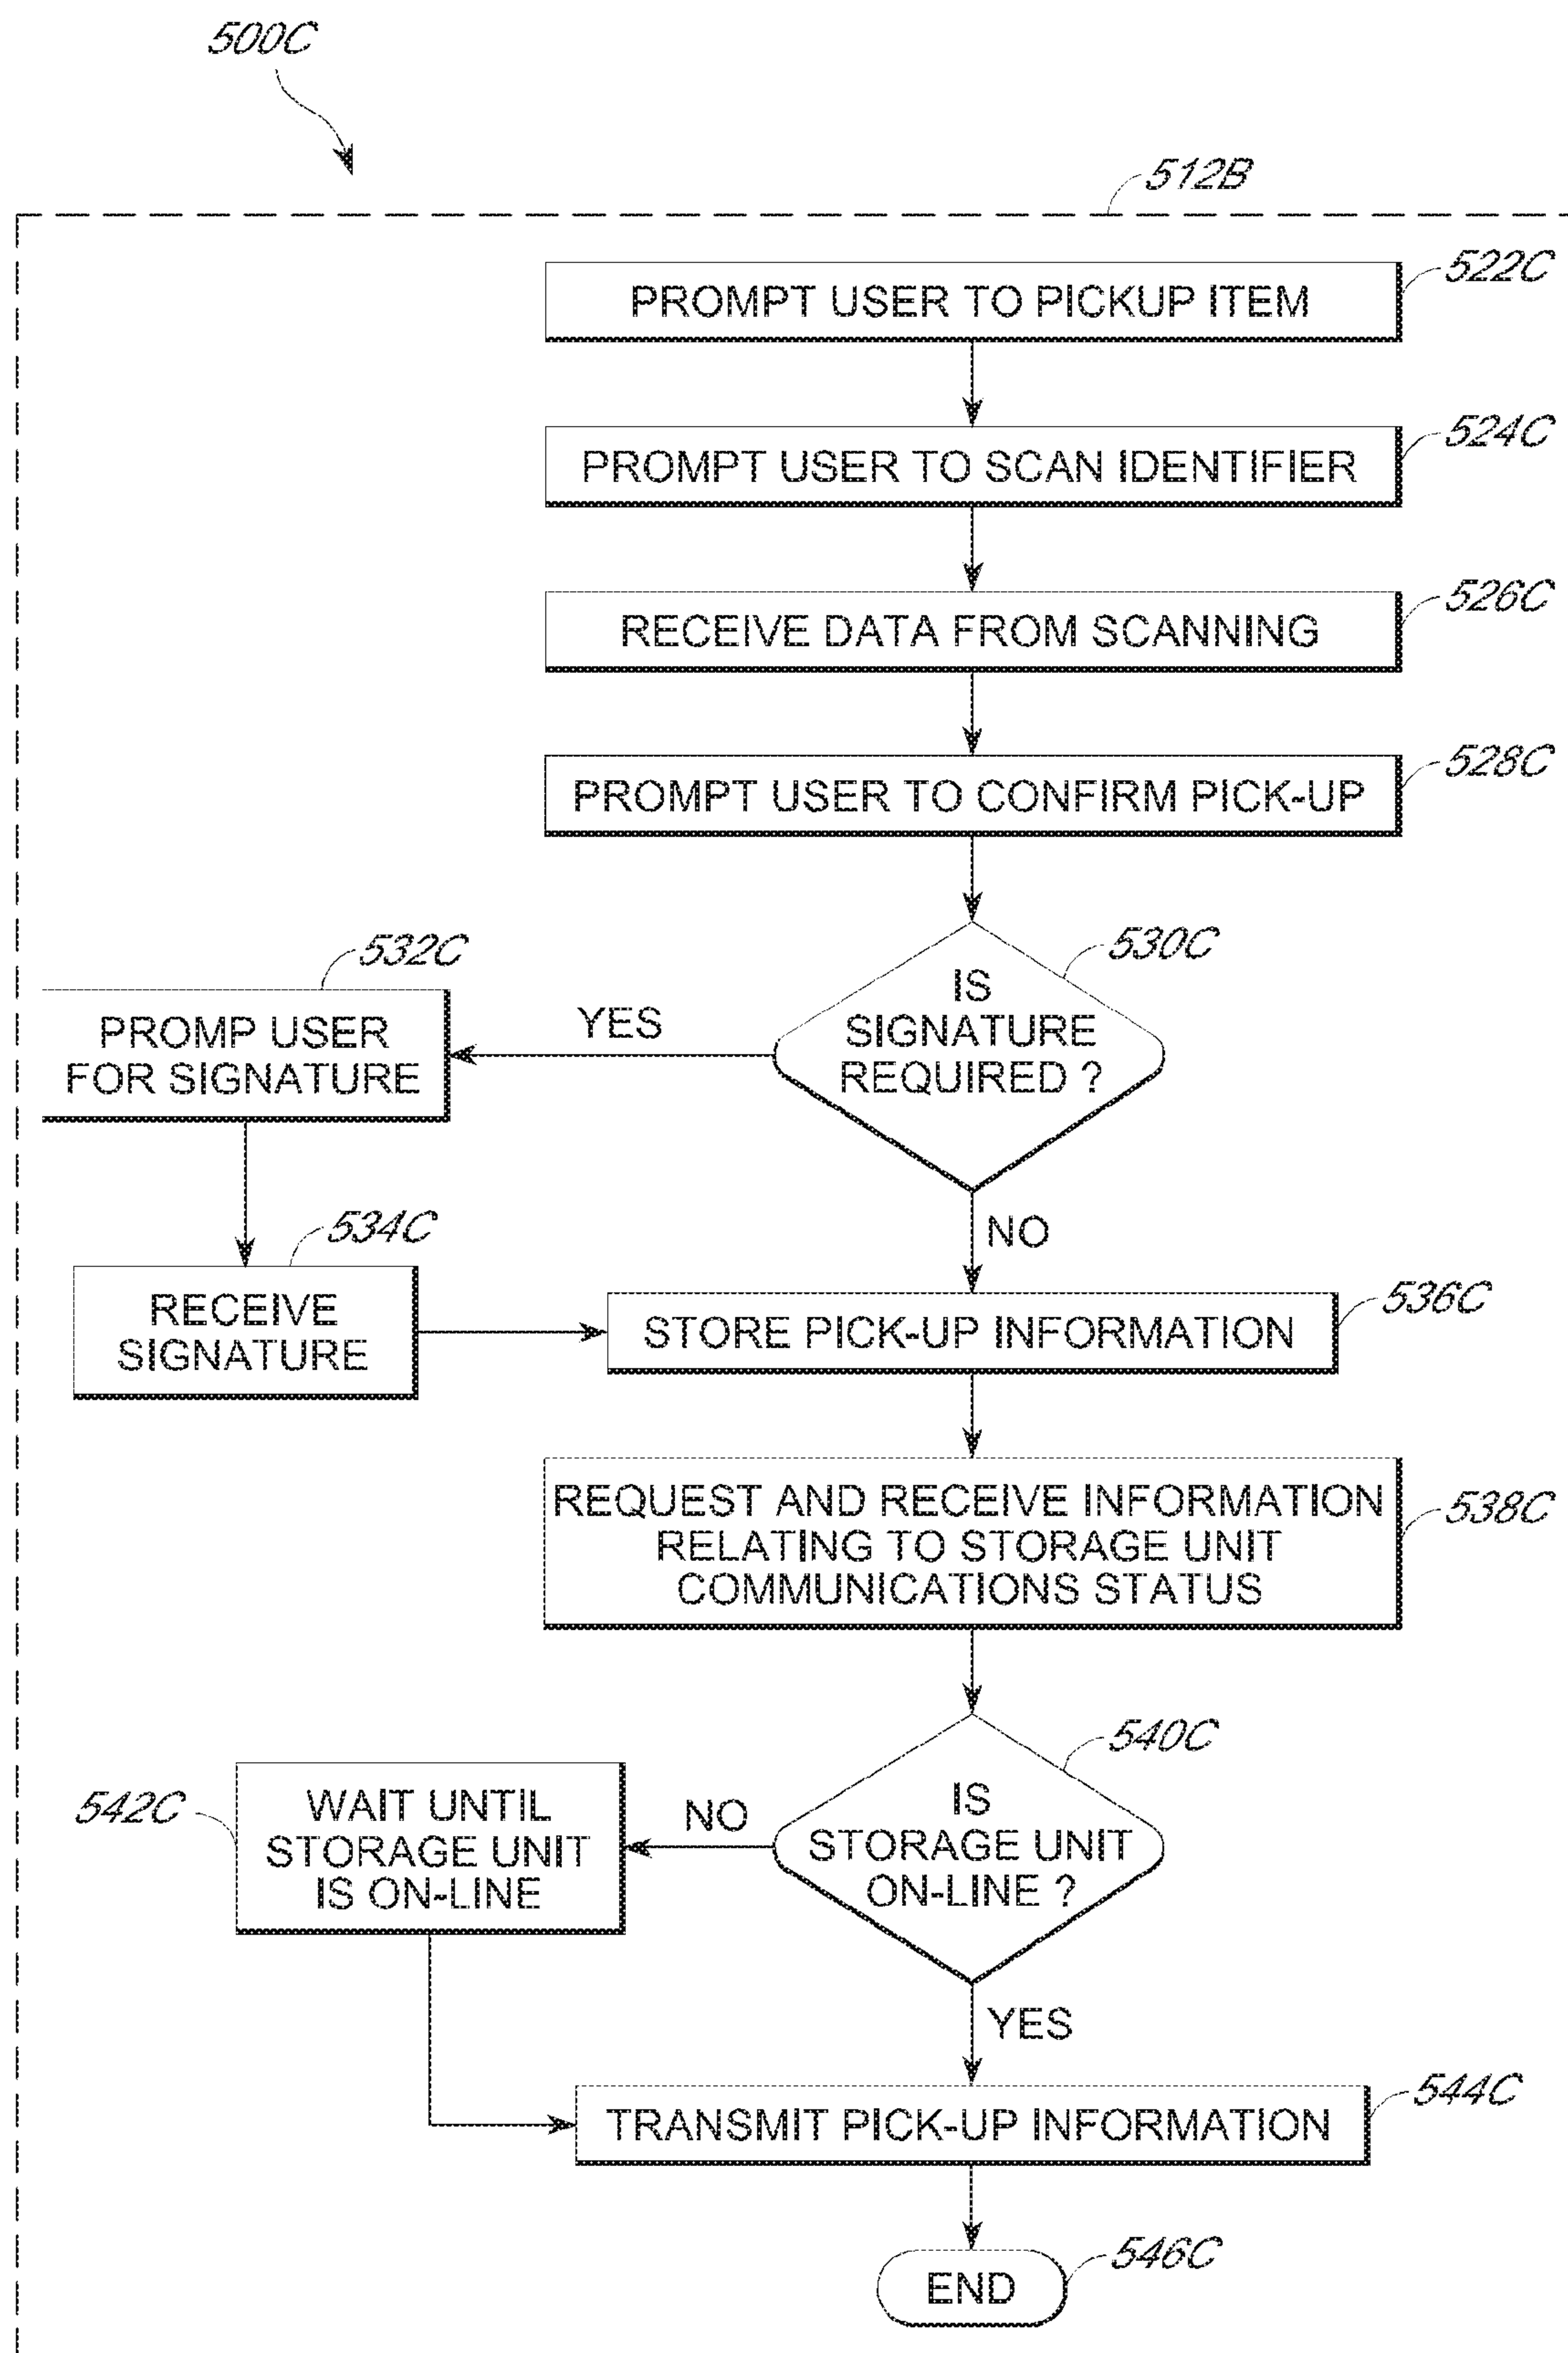 500C
512B
PROMPT USER TO PICKUP ITEM
522C
PROMPT USER TO SCAN IDENTIFIER
524C
RECEIVE DATA FROM SCANNING
526C
PROMPT USER TO CONFIRM PICK-UP
528C
530C
IS
SIGNATURE
REQUIRED ?
YES
532C
PROMP USER
FOR SIGNATURE
534C
RECEIVE
SIGNATURE
NO
STORE PICK-UP INFORMATION
536C
REQUEST AND RECEIVE INFORMATION
RELATING TO STORAGE UNIT
COMMUNICATIONS STATUS
538C
540C
IS
STORAGE UNIT
ON-LINE ?
NO
542C
WAIT UNTIL
STORAGE UNIT
IS ON-LINE
YES
TRANSMIT PICK-UP INFORMATION
544C
END
546C